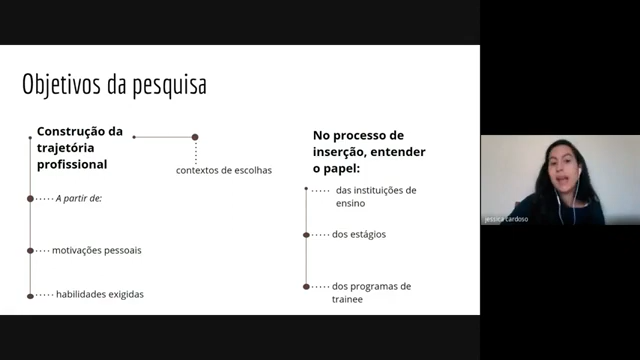 Objetivos da pesquisa
Construção da
trajetória
profissional
contextos de escolhas
A partir de:
motivações pessoais
habilidades exigidas
No processo de
inserção, entender
o papel:
das instituições de
ensino
dos estágios
dos programas de
trainee
jessica cardoso